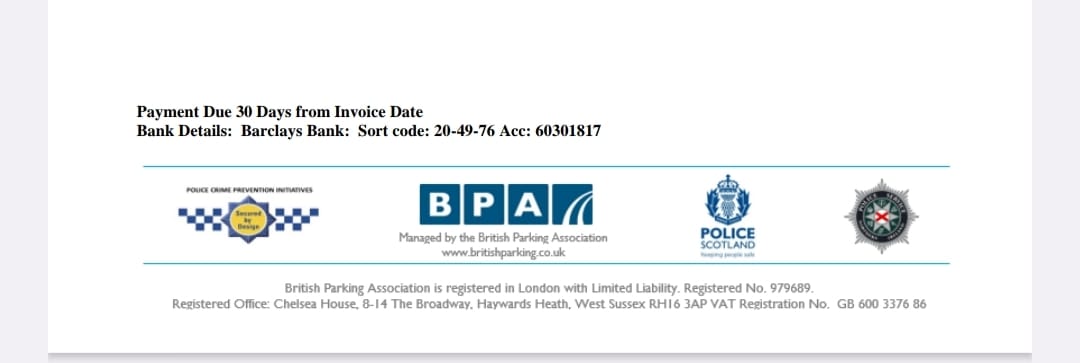 Payment Due 30 Days from Invoice Date
Bank Details: Barclays Bank: Sort code: 20-49-76 Acc: 60301817
POLICE CRIME PREVENTION INITIATIVES
Secured
by
Design
BPA
Managed by the British Parking Association
www.britishparking.co.uk
POLICE
SCOTLAND
Keeping people safe
British Parking Association is registered in London with Limited Liability. Registered No. 979689.
Registered Office: Chelsea House, 8-14 The Broadway, Haywards Heath, West Sussex RH16 3AP VAT Registration No. GB 600 3376 86